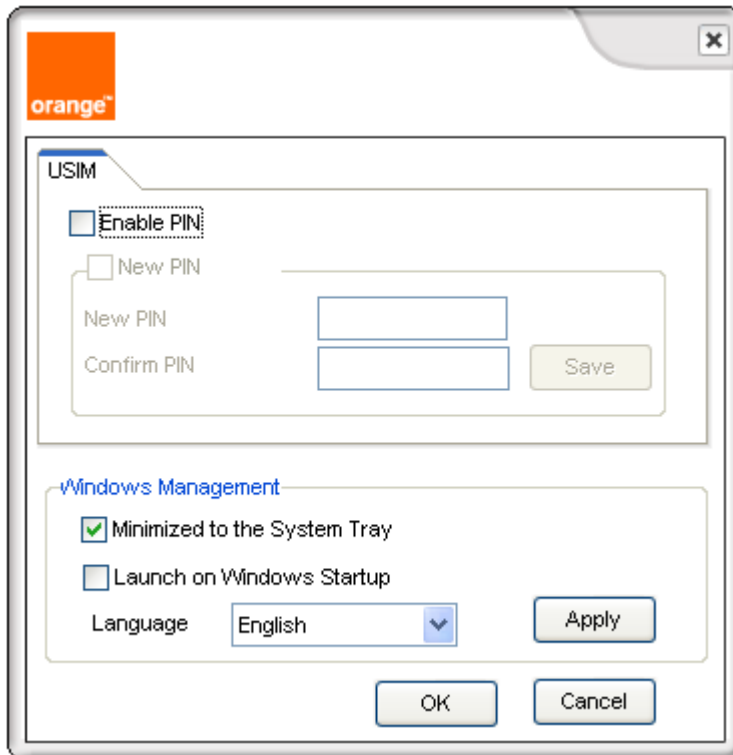 orange™
USIM
Enable PIN
New PIN
New PIN
Confirm PIN
Save
Windows Management
Minimized to the System Tray
Launch on Windows Startup
Language
English
Apply
OK
Cancel